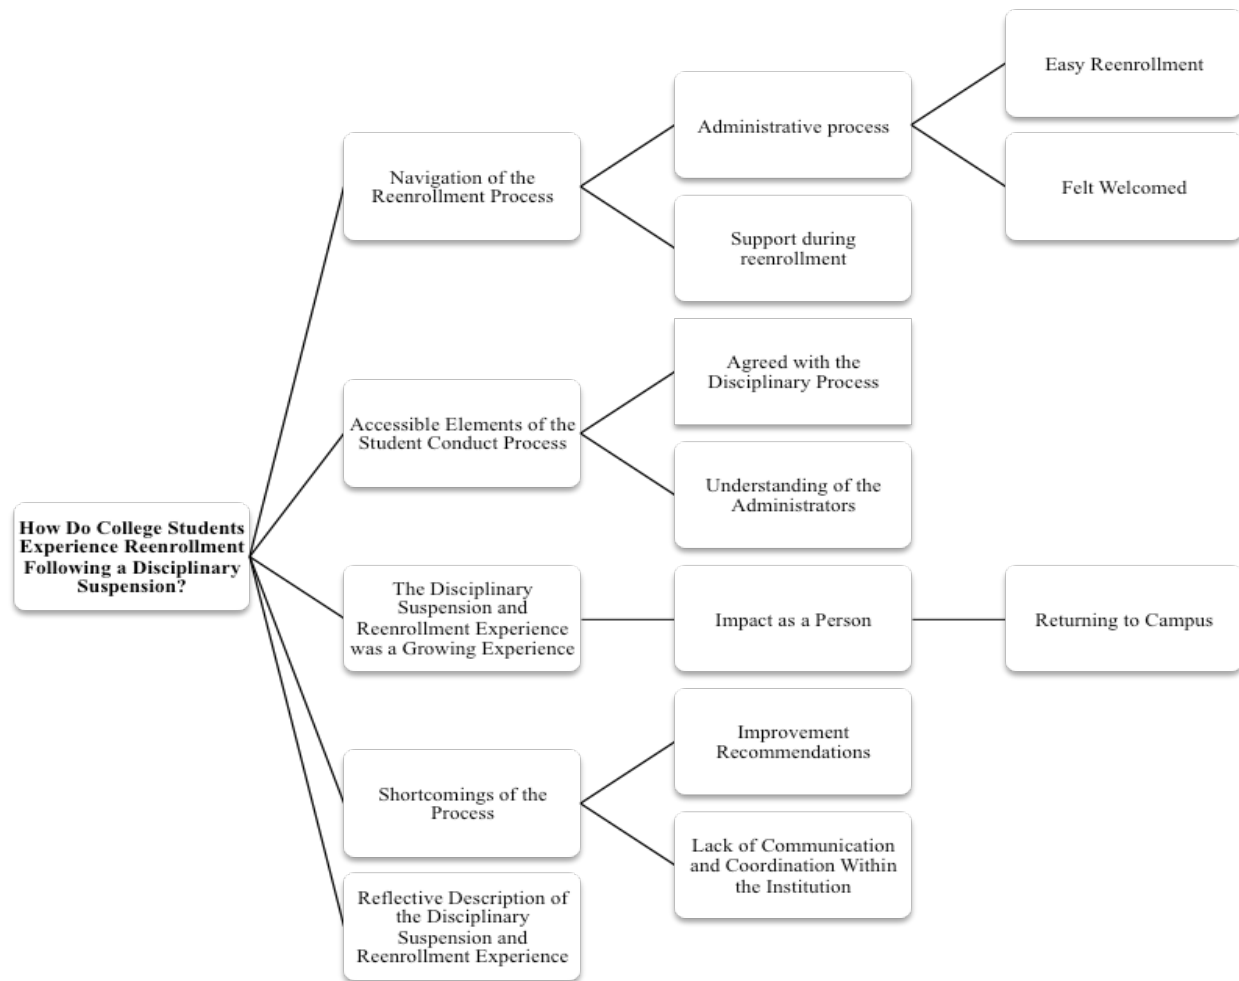 How Do College Students
Experience Reenrollment
Following a Disciplinary
Suspension?
Navigation of the
Reenrollment Process
Administrative process
Easy Reenrollment
Felt Welcomed
Support during
reenrollment
Accessible Elements of the
Student Conduct Process
Agreed with the
Disciplinary Process
Understanding of the
Administrators
The Disciplinary
Suspension and
Reenrollment Experience
was a Growing Experience
Impact as a Person
Returning to Campus
Shortcomings of the
Process
Improvement
Recommendations
Lack of Communication
and Coordination Within
the Institution
Reflective Description of
the Disciplinary
Suspension and
Reenrollment Experience